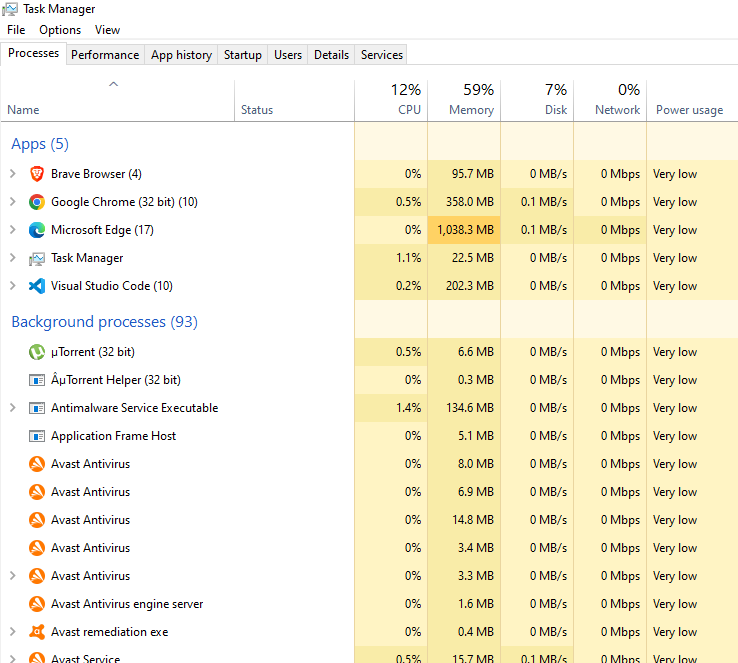 Task Manager
File Options View
Processes Performance App history Startup Users Details Services
12% 59% 7% 0%
Name Status CPU Memory Disk Network Power usage
Apps (5)
Brave Browser (4) 0% 95.7 MB 0 MB/s 0 Mbps Very low
Google Chrome (32 bit) (10) 0.5% 358.0 MB 0.1 MB/s 0 Mbps Very low
Microsoft Edge (17) 0% 1,038.3 MB 0.1 MB/s 0 Mbps Very low
Task Manager 1.1% 22.5 MB 0 MB/s 0 Mbps Very low
Visual Studio Code (10) 0.2% 202.3 MB 0 MB/s 0 Mbps Very low
Background processes (93)
µTorrent (32 bit) 0.5% 6.6 MB 0 MB/s 0 Mbps Very low
ÂµTorrent Helper (32 bit) 0% 0.3 MB 0 MB/s 0 Mbps Very low
Antimalware Service Executable 1.4% 134.6 MB 0 MB/s 0 Mbps Very low
Application Frame Host 0% 5.1 MB 0 MB/s 0 Mbps Very low
Avast Antivirus 0% 8.0 MB 0 MB/s 0 Mbps Very low
Avast Antivirus 0% 6.9 MB 0 MB/s 0 Mbps Very low
Avast Antivirus 0% 14.8 MB 0 MB/s 0 Mbps Very low
Avast Antivirus 0% 3.4 MB 0 MB/s 0 Mbps Very low
Avast Antivirus 0% 3.3 MB 0 MB/s 0 Mbps Very low
Avast Antivirus engine server 0% 1.6 MB 0 MB/s 0 Mbps Very low
Avast remediation exe 0% 0.4 MB 0 MB/s 0 Mbps Very low
Avast Service 0.5% 15.7 MB 0.1 MB/s 0 Mbps Very low